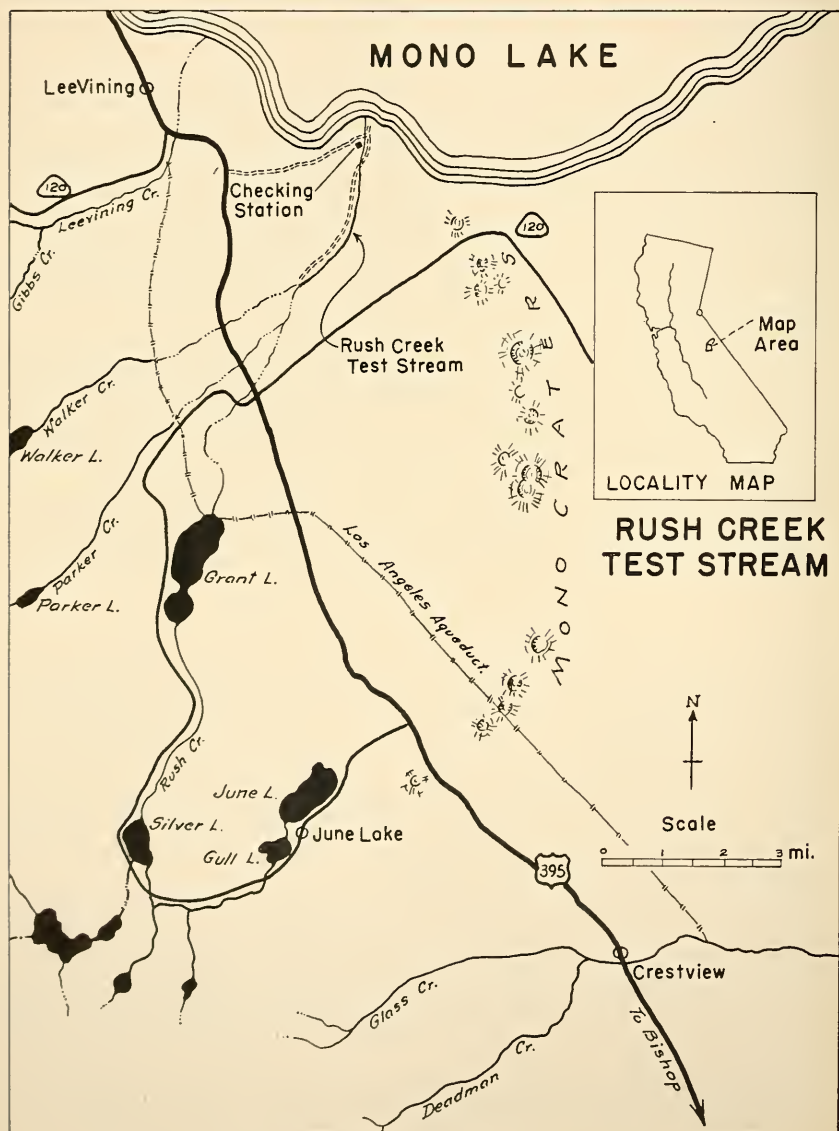 MONO LAKE
LeeVining
120
Leevining Cr.
Gibbs Cr.
Checking
Station
120
Rush Creek
Test Stream
Map
Area
LOCALITY MAP
RUSH CREEK
TEST STREAM
MONO CRATERS
Walker Cr.
Walker L.
Parker Cr.
Parker L.
Grant L.
Los Angeles Aqueduct.
Rush Cr.
N
Scale
0 1 2 3 mi.
June L.
Silver L.
June Lake
Gull L.
395
Crestview
Glass Cr.
To Bishop
Deadman Cr.